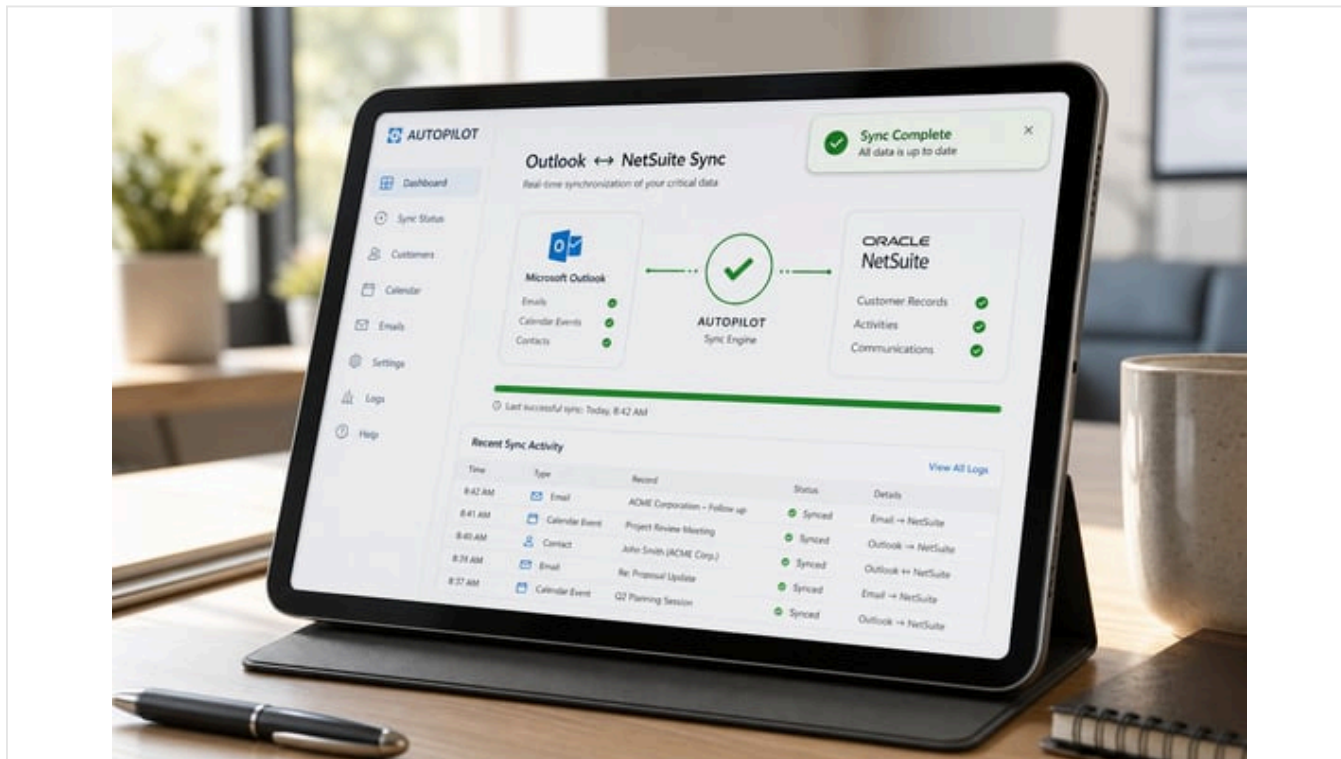 AUTOPILOT
Dashboard
Sync Status
Customers
Calendar
Emails
Settings
Logs
Help
Outlook ↔ NetSuite Sync
Real-time synchronization of your critical data
Sync Complete
All data is up to date
Microsoft Outlook
Emails
Calendar Events
Contacts
AUTOPILOT
Sync Engine
ORACLE
NetSuite
Customer Records
Activities
Communications
Last successful sync: Today, 8:42 AM
Recent Sync Activity
View All Logs
Time Type Record Status Details
8:42 AM Email ACME Corporation – Follow up Synced Email → NetSuite
8:41 AM Calendar Event Project Review Meeting Synced Outlook → NetSuite
8:40 AM Contact John Smith (ACME Corp.) Synced Outlook ↔ NetSuite
8:39 AM Email Re: Proposal Update Synced Email → NetSuite
8:37 AM Calendar Event Q2 Planning Session Synced Outlook → NetSuite